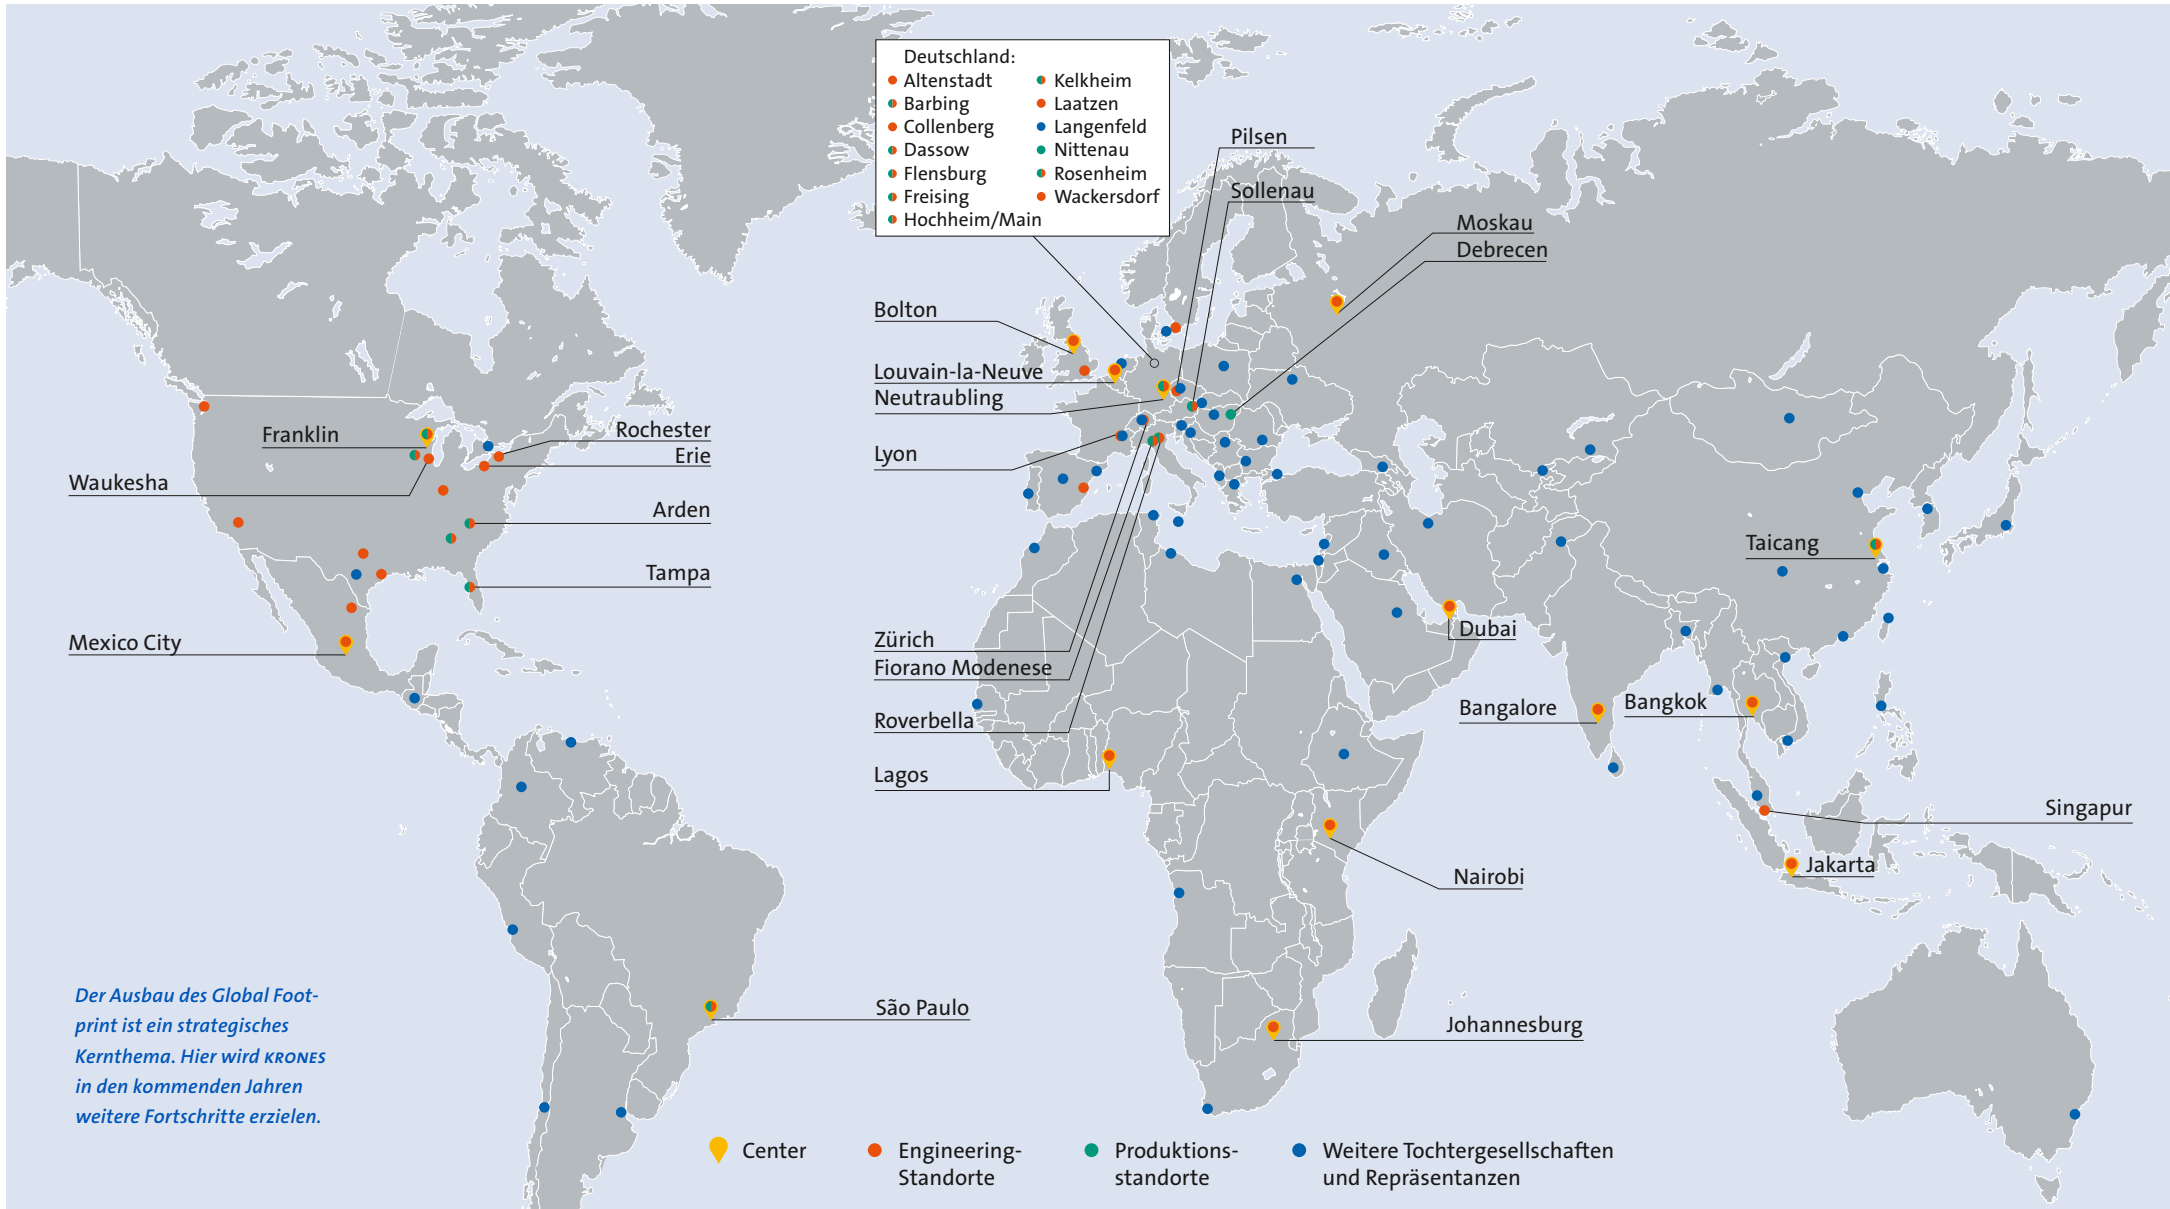 Deutschland:
Altenstadt
Barbing
Collenberg
Dassow
Flensburg
Freising
Hochheim/Main
Kelkheim
Laatzen
Langenfeld
Nittenau
Rosenheim
Wackersdorf
Pilsen
Sollenau
Moskau
Debrecen
Bolton
Louvain-la-Neuve
Neutraubling
Lyon
Franklin
Rochester
Erie
Waukesha
Arden
Tampa
Mexico City
Zürich
Fiorano Modenese
Roverbella
Lagos
Taicang
Dubai
Bangalore
Bangkok
Singapur
Jakarta
Nairobi
São Paulo
Johannesburg
Der Ausbau des Global Foot-
print ist ein strategisches
Kernthema. Hier wird KRONES
in den kommenden Jahren
weitere Fortschritte erzielen.
Center
Engineering-
Standorte
Produktions-
standorte
Weitere Tochtergesellschaften
und Repräsentanzen